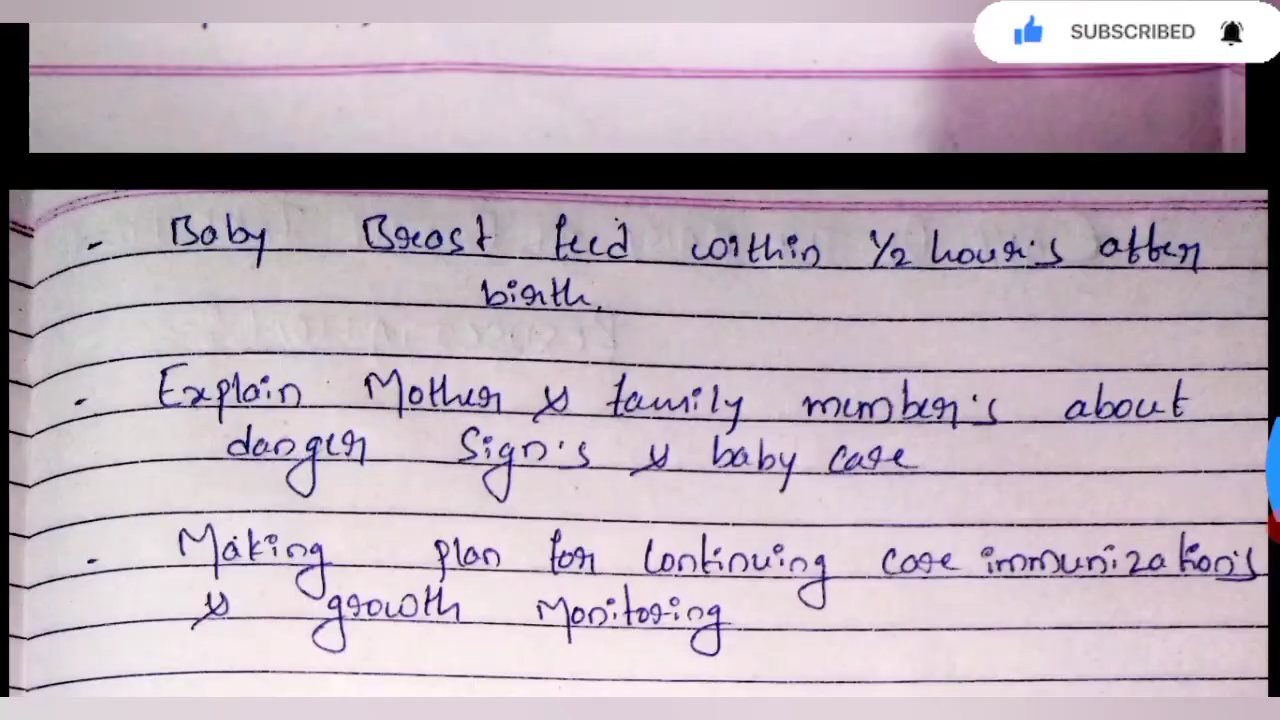 SUBSCRIBED
- Baby Breast feed within 1/2 hour's after
birth.
- Explain Mother & family member's about
danger Sign's & baby care
- Making plan for continuing care immunization's
& growth Monitoring